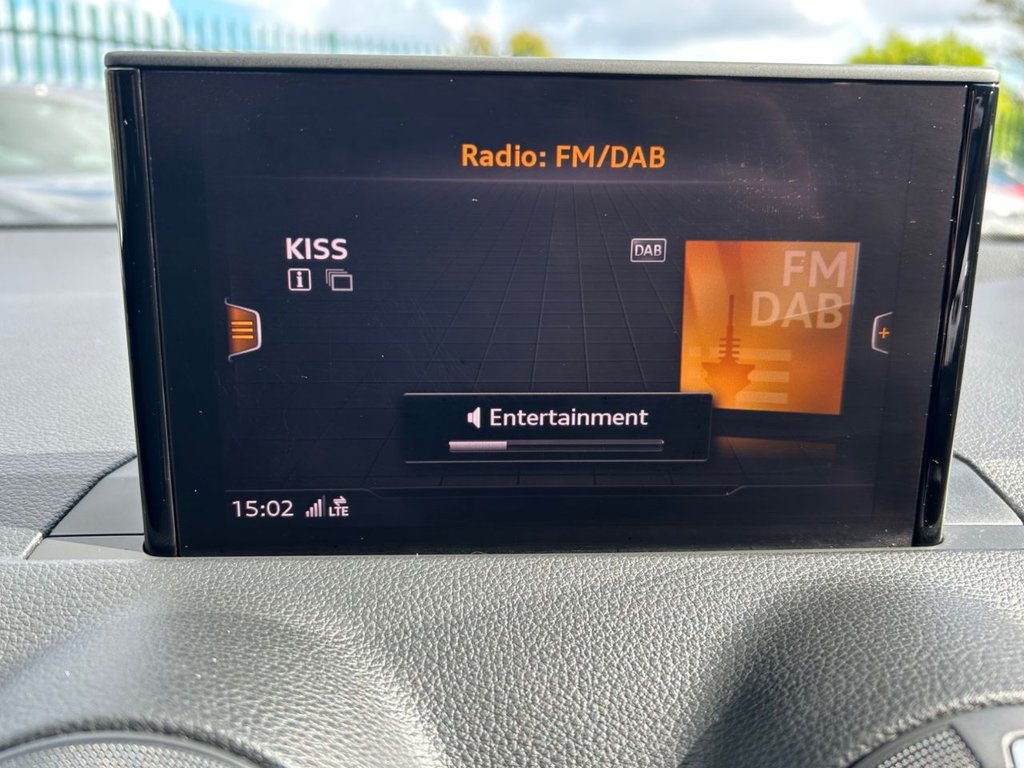 Radio: FM/DAB
KISS
DAB
FM
DAB
+
Entertainment
15:02 LTE